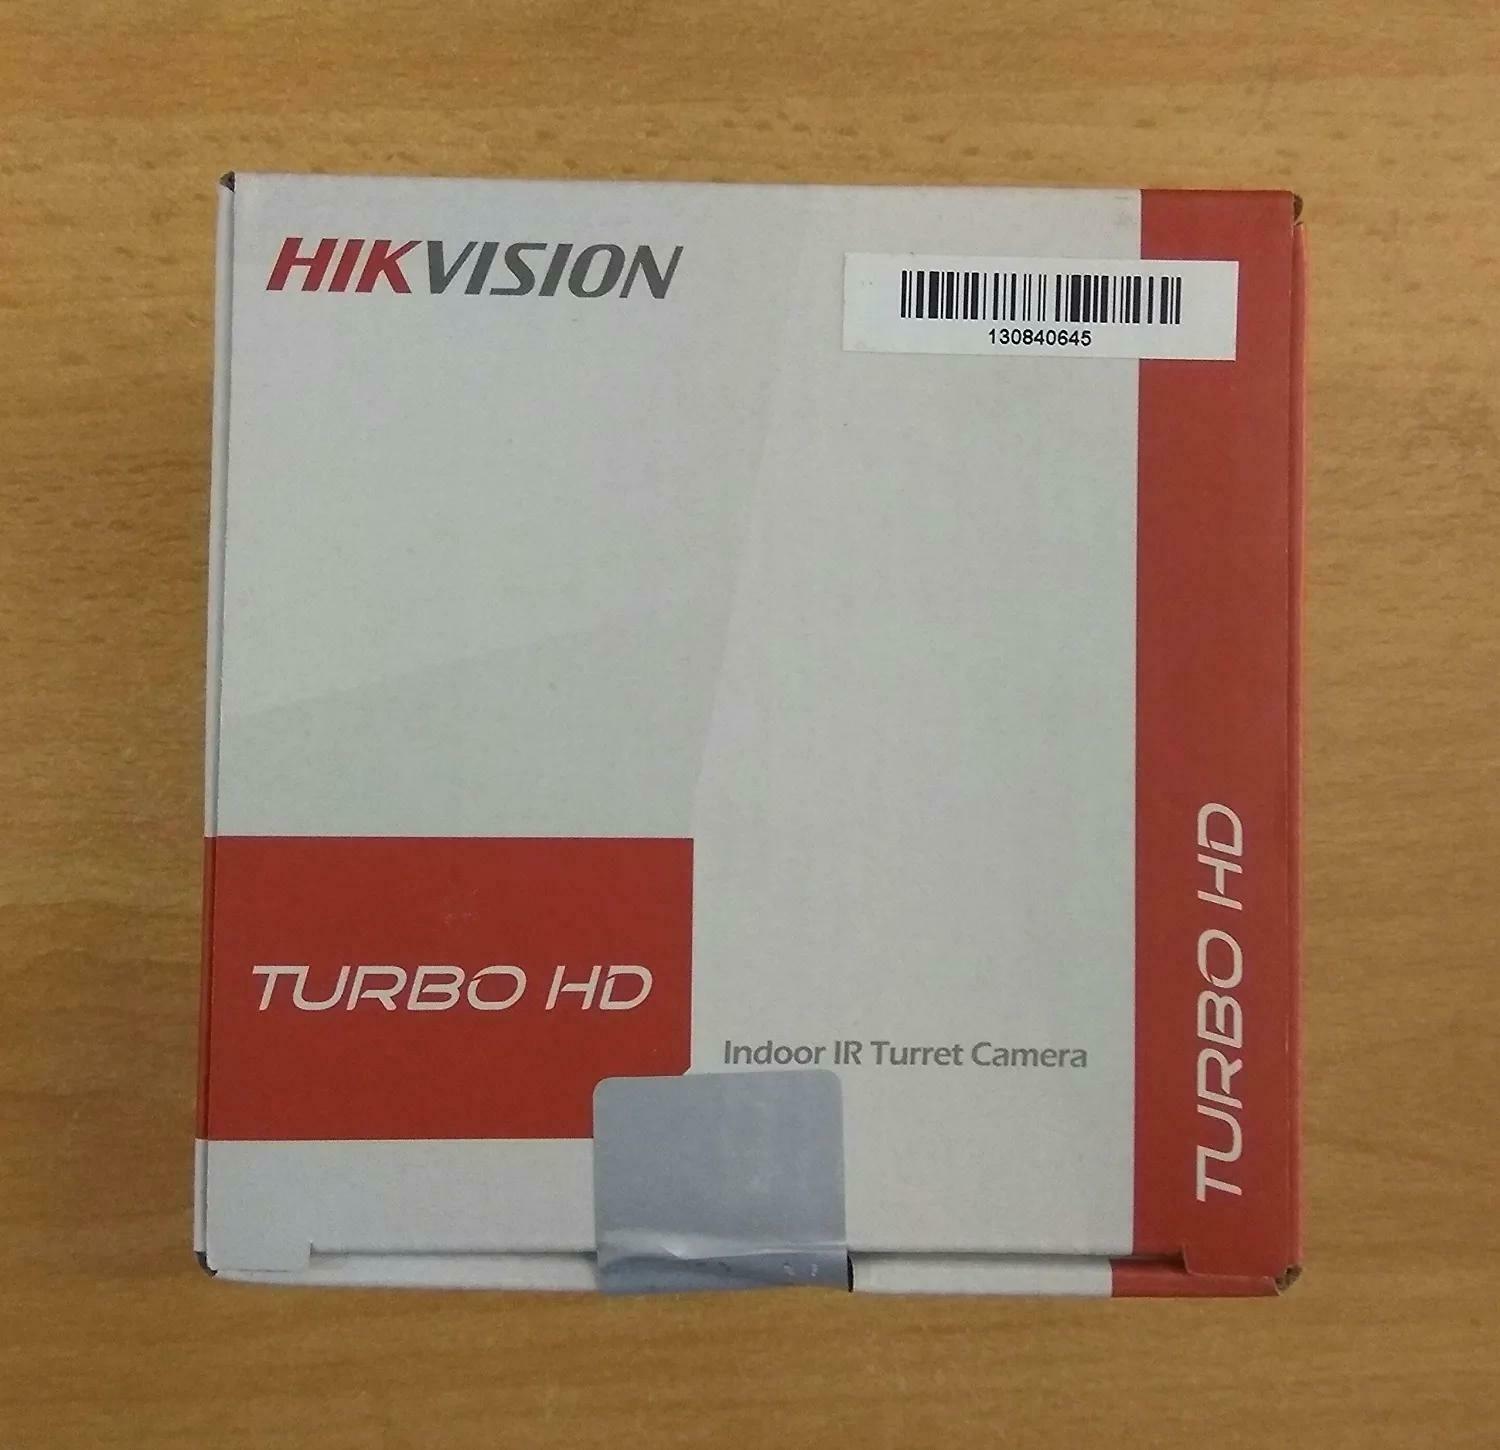 HIKVISION
130840645
TURBO HD
Indoor IR Turret Camera
TURBO HD